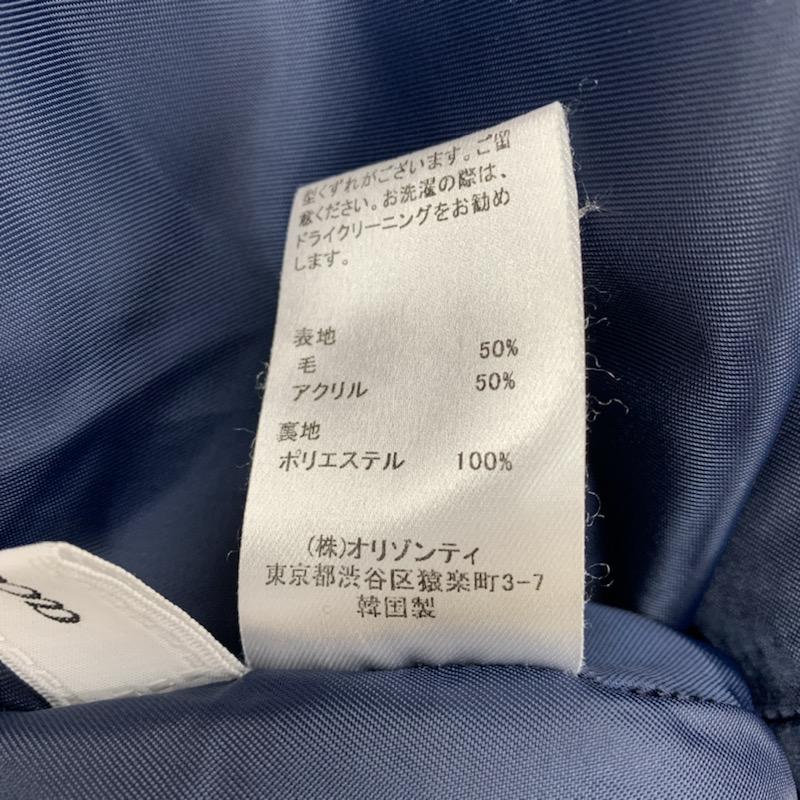 型くずれがございます。ご留
意ください。お洗濯の際は、
ドライクリーニングをお勧め
します。
表地
毛 50%
アクリル 50%
裏地
ポリエステル 100%
(株)オリゾンティ
東京都渋谷区猿楽町3-7
韓国製